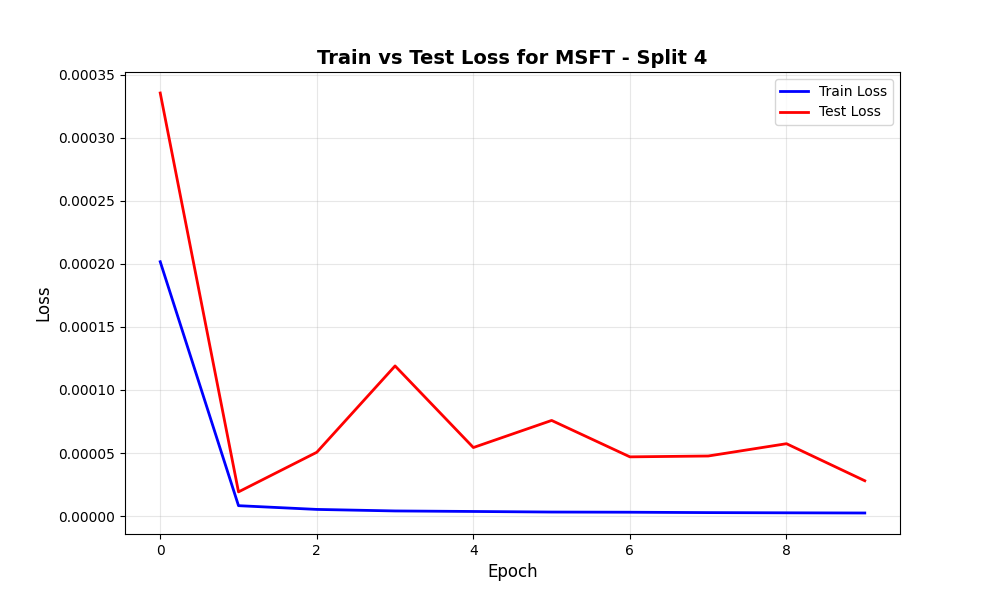 Train vs Test Loss for MSFT - Split 4
Train Loss
Test Loss
0.00035
0.00030
0.00025
0.00020
0.00015
0.00010
0.00005
0.00000
Loss
0 2 4 6 8
Epoch